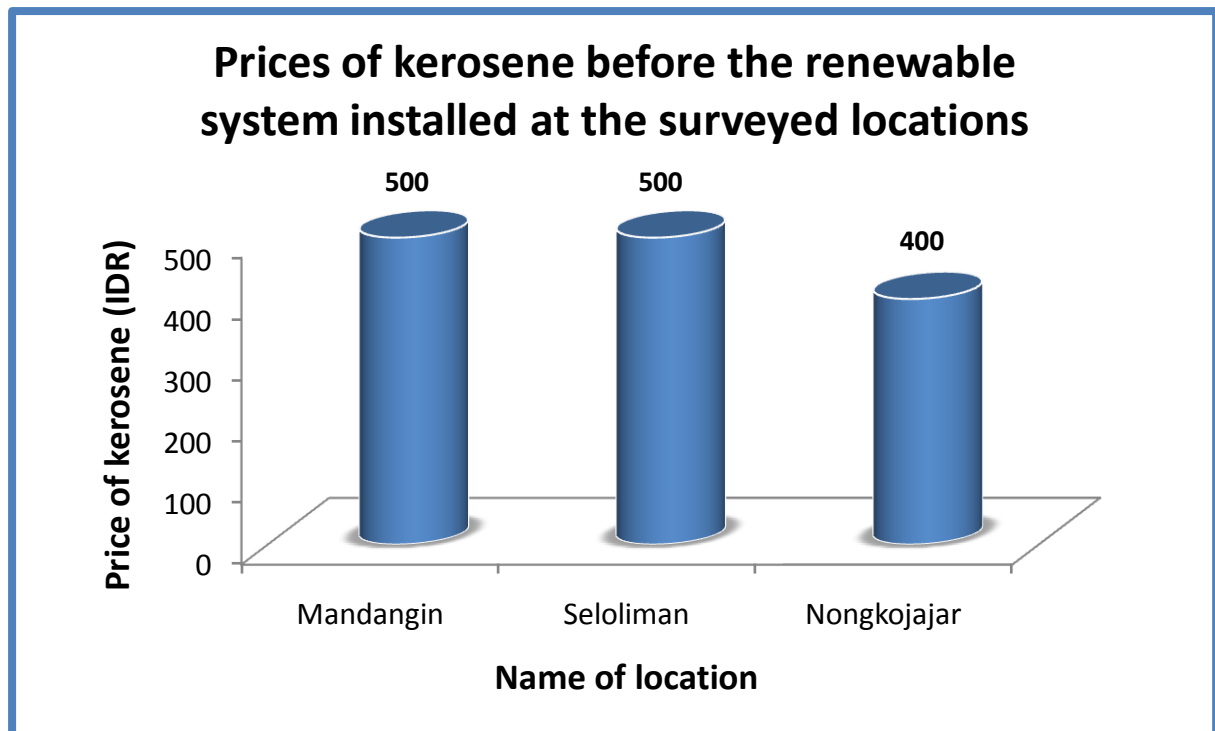 Prices of kerosene before the renewable
system installed at the surveyed locations
500
500
400
Price of kerosene (IDR)
500
400
300
200
100
0
Mandangin
Seloliman
Nongkojajar
Name of location